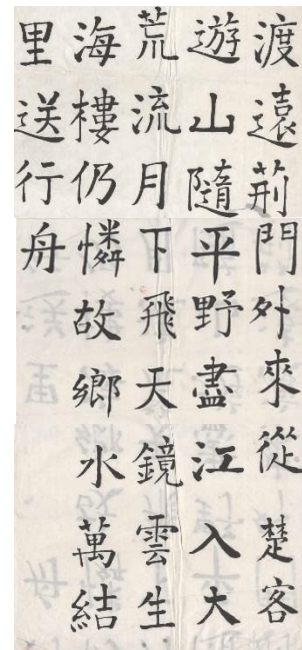 渡遠荊門外來從楚客
遊山隨平野盡江入大
荒流月下飛天鏡雲生
海樓仍憐故鄉水萬結
里送行舟